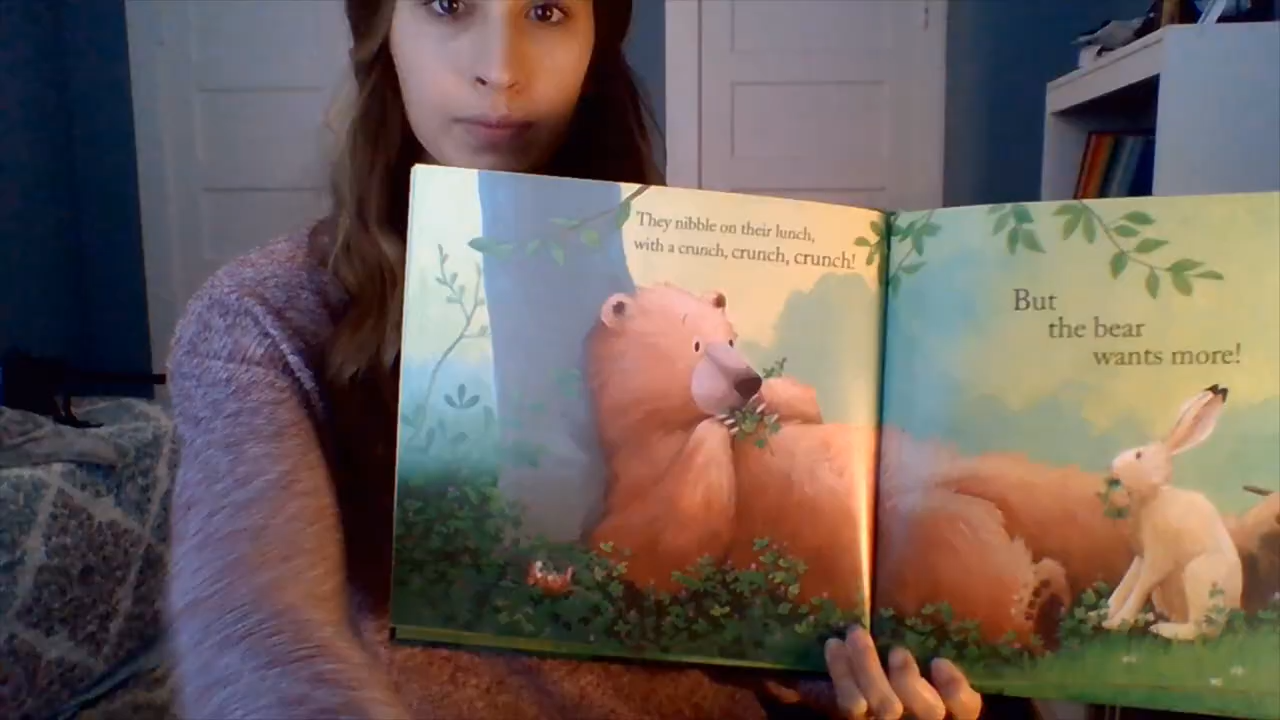 They nibble on their lunch,
with a crunch, crunch, crunch!
But
the bear
wants more!